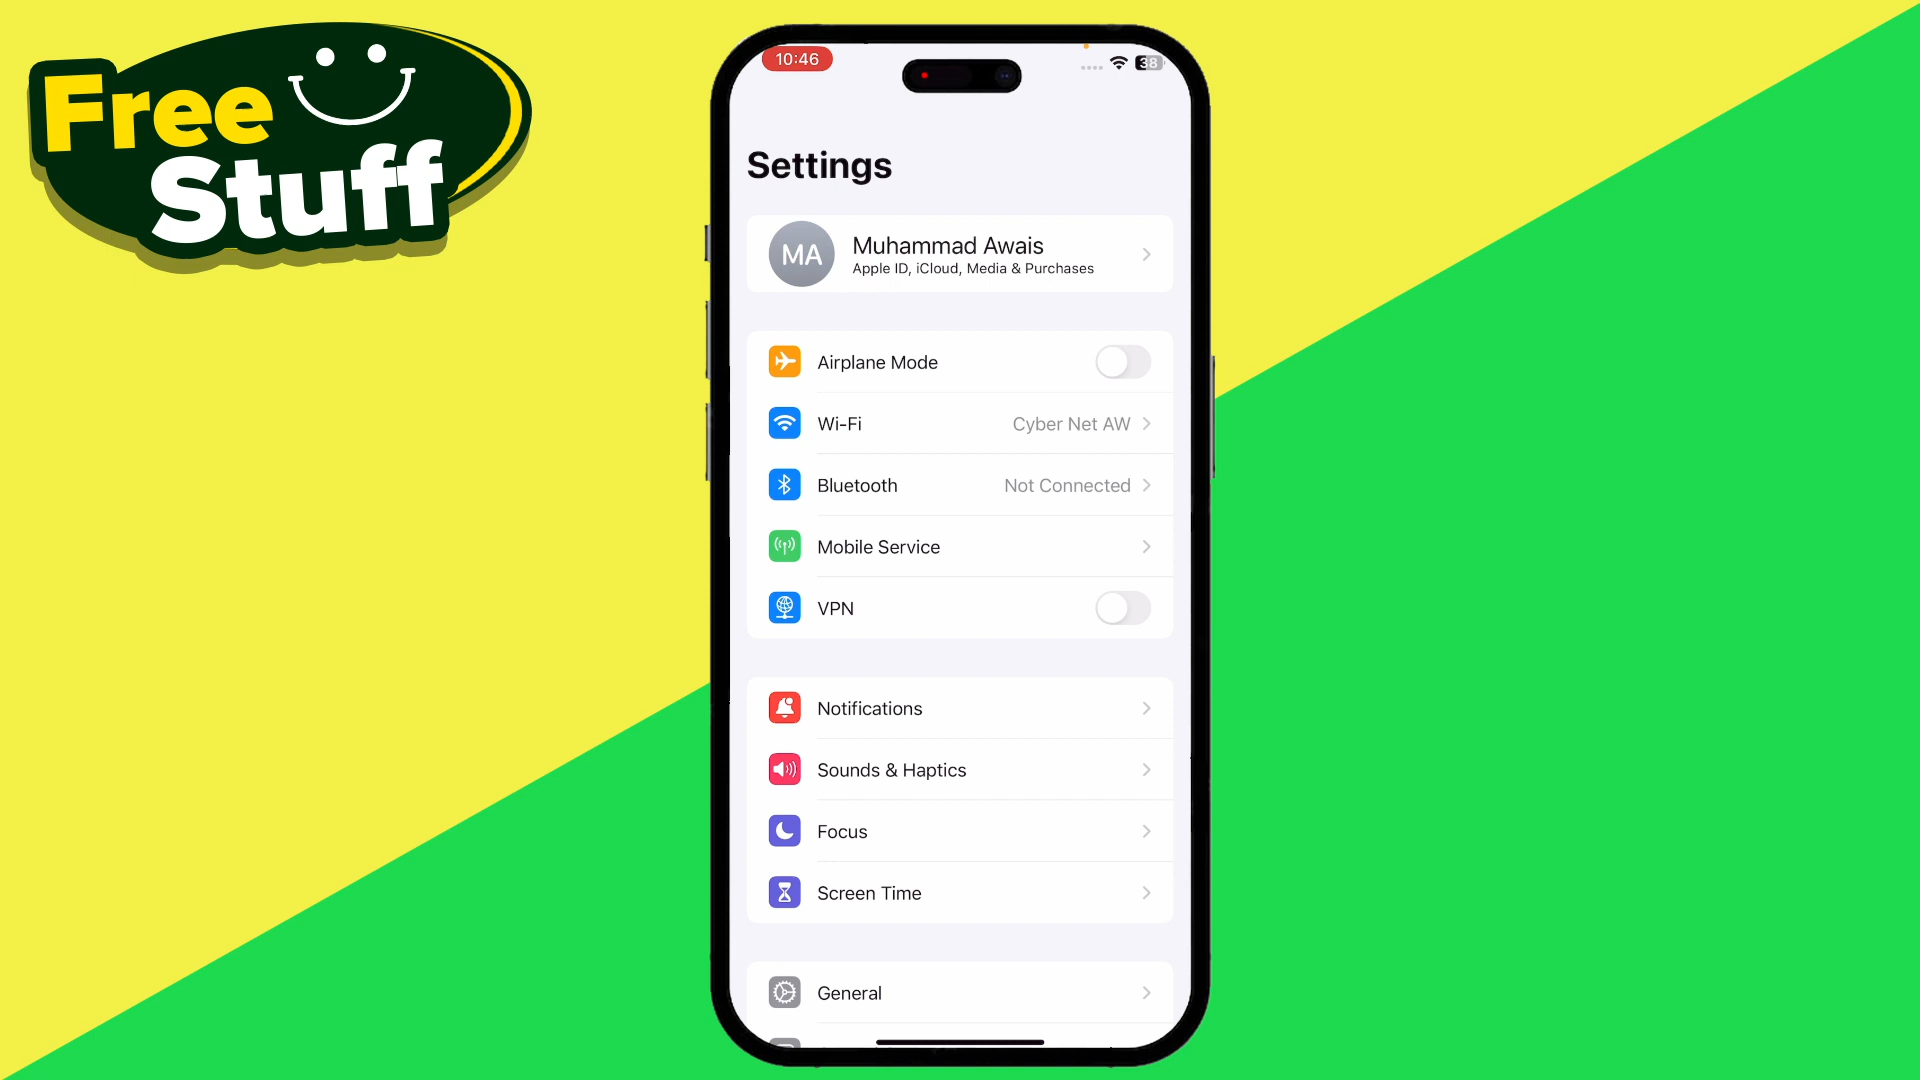 Free
Stuff
10:46
38
Settings
MA
Muhammad Awais
Apple ID, iCloud, Media & Purchases
Airplane Mode
Wi-Fi
Cyber Net AW
Bluetooth
Not Connected
Mobile Service
VPN
Notifications
Sounds & Haptics
Focus
Screen Time
General